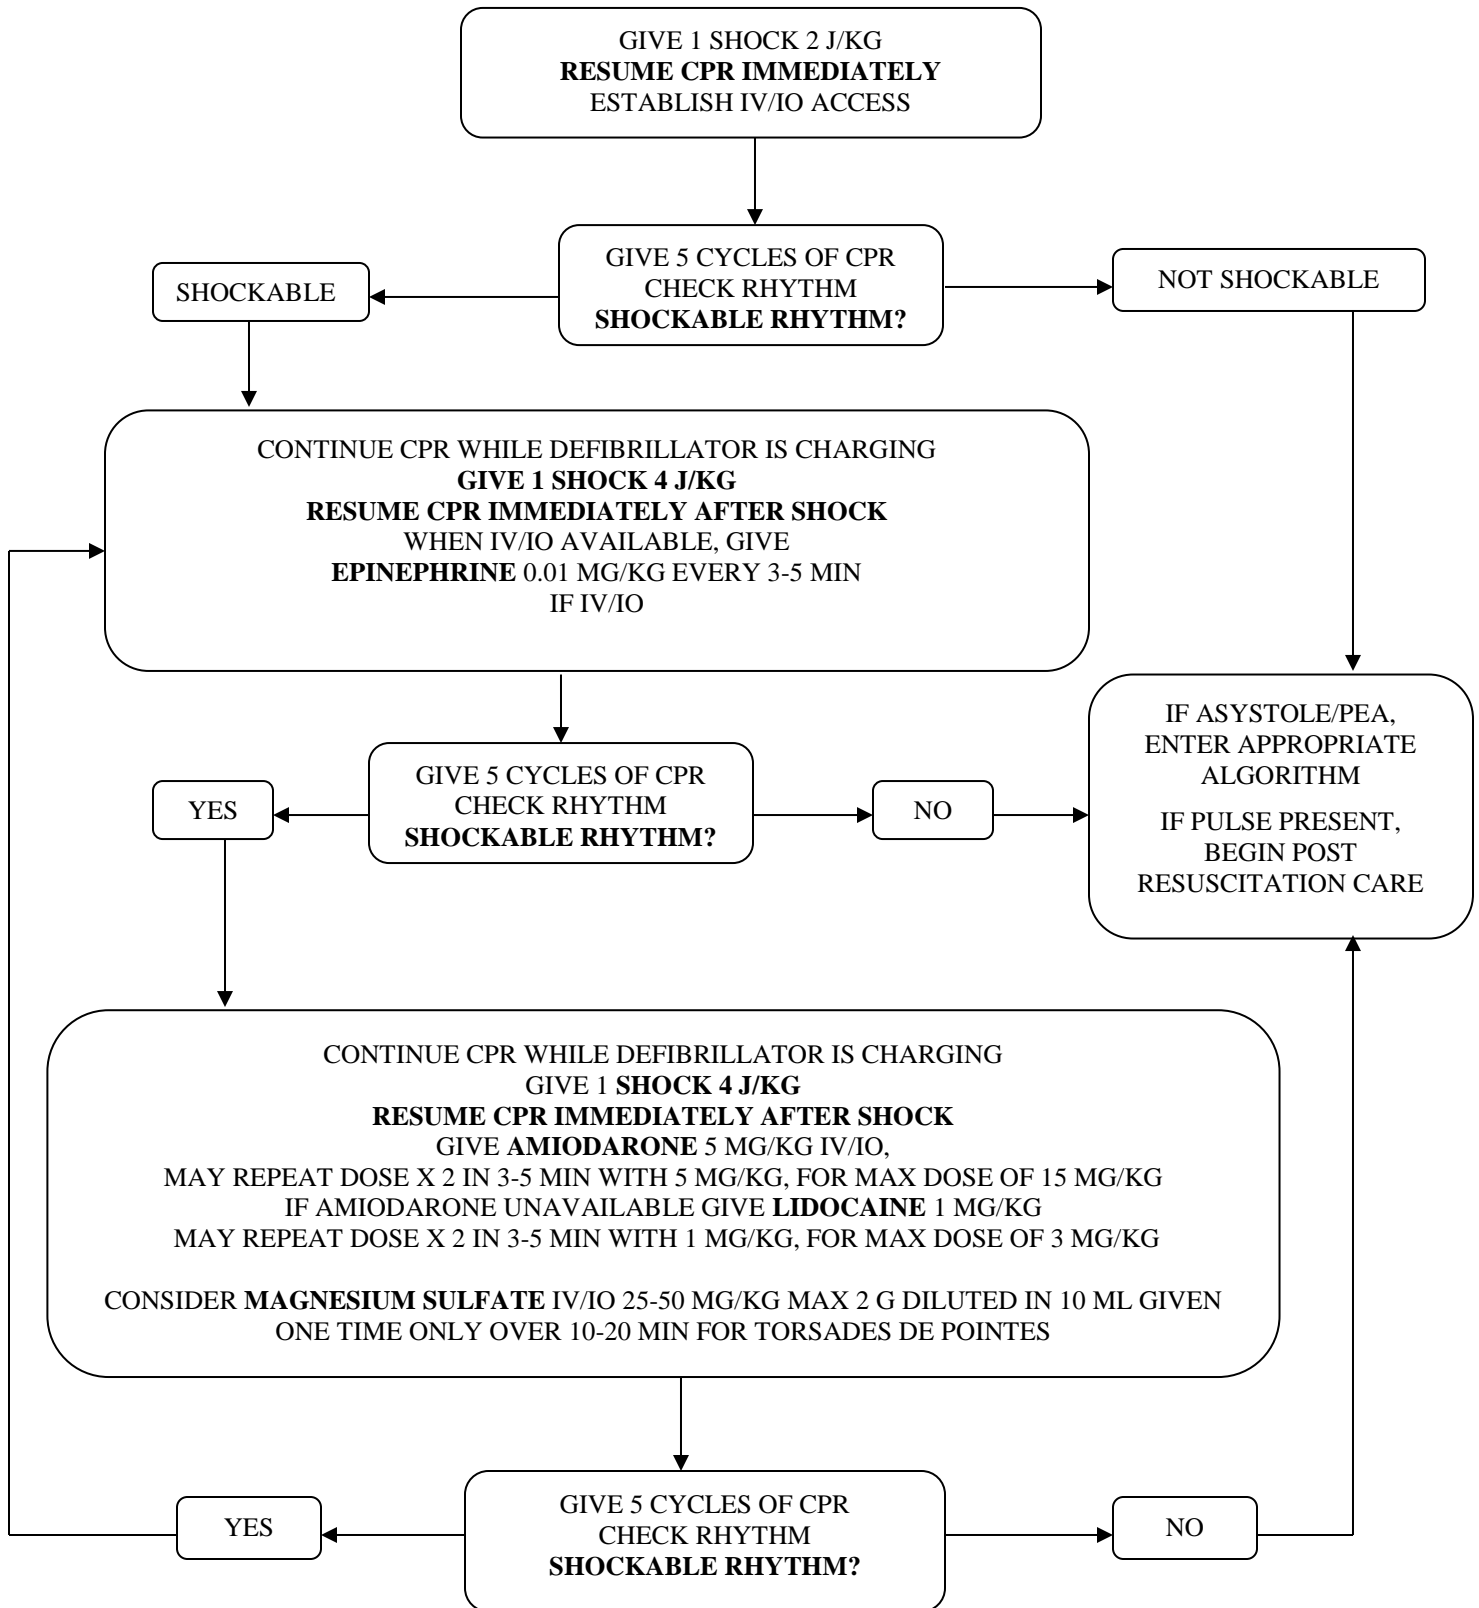 GIVE 1 SHOCK 2 J/KG
RESUME CPR IMMEDIATELY
ESTABLISH IV/IO ACCESS
GIVE 5 CYCLES OF CPR
CHECK RHYTHM
SHOCKABLE RHYTHM?
SHOCKABLE
NOT SHOCKABLE
CONTINUE CPR WHILE DEFIBRILLATOR IS CHARGING
GIVE 1 SHOCK 4 J/KG
RESUME CPR IMMEDIATELY AFTER SHOCK
WHEN IV/IO AVAILABLE, GIVE
EPINEPHRINE 0.01 MG/KG EVERY 3-5 MIN
IF IV/IO
IF ASYSTOLE/PEA,
ENTER APPROPRIATE
ALGORITHM
IF PULSE PRESENT,
BEGIN POST
RESUSCITATION CARE
GIVE 5 CYCLES OF CPR
CHECK RHYTHM
SHOCKABLE RHYTHM?
YES
NO
CONTINUE CPR WHILE DEFIBRILLATOR IS CHARGING
GIVE 1 SHOCK 4 J/KG
RESUME CPR IMMEDIATELY AFTER SHOCK
GIVE AMIODARONE 5 MG/KG IV/IO,
MAY REPEAT DOSE X 2 IN 3-5 MIN WITH 5 MG/KG, FOR MAX DOSE OF 15 MG/KG
IF AMIODARONE UNAVAILABLE GIVE LIDOCAINE 1 MG/KG
MAY REPEAT DOSE X 2 IN 3-5 MIN WITH 1 MG/KG, FOR MAX DOSE OF 3 MG/KG
CONSIDER MAGNESIUM SULFATE IV/IO 25-50 MG/KG MAX 2 G DILUTED IN 10 ML GIVEN
ONE TIME ONLY OVER 10-20 MIN FOR TORSADES DE POINTES
GIVE 5 CYCLES OF CPR
CHECK RHYTHM
SHOCKABLE RHYTHM?
YES
NO